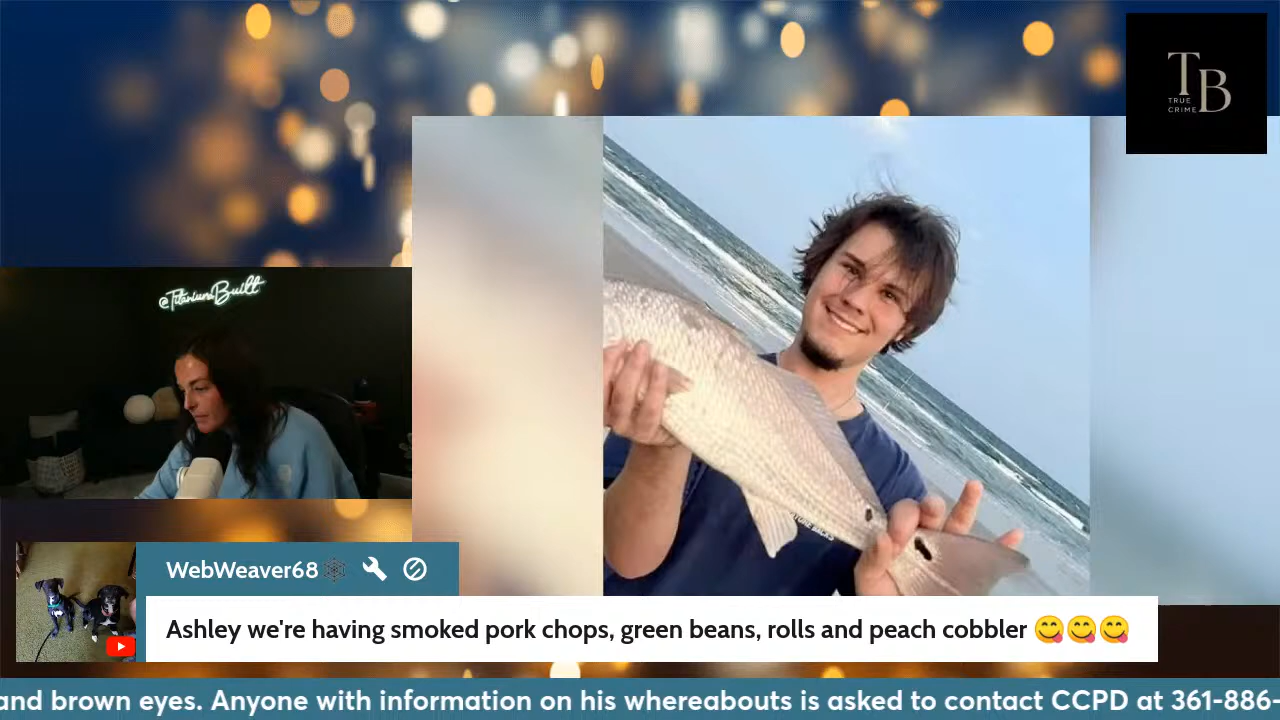 TB
TRUE
CRIME
@TitaniumBuilt
WebWeaver68🕸️
Ashley we're having smoked pork chops, green beans, rolls and peach cobbler 😋😋😋
and brown eyes. Anyone with information on his whereabouts is asked to contact CCPD at 361-886-